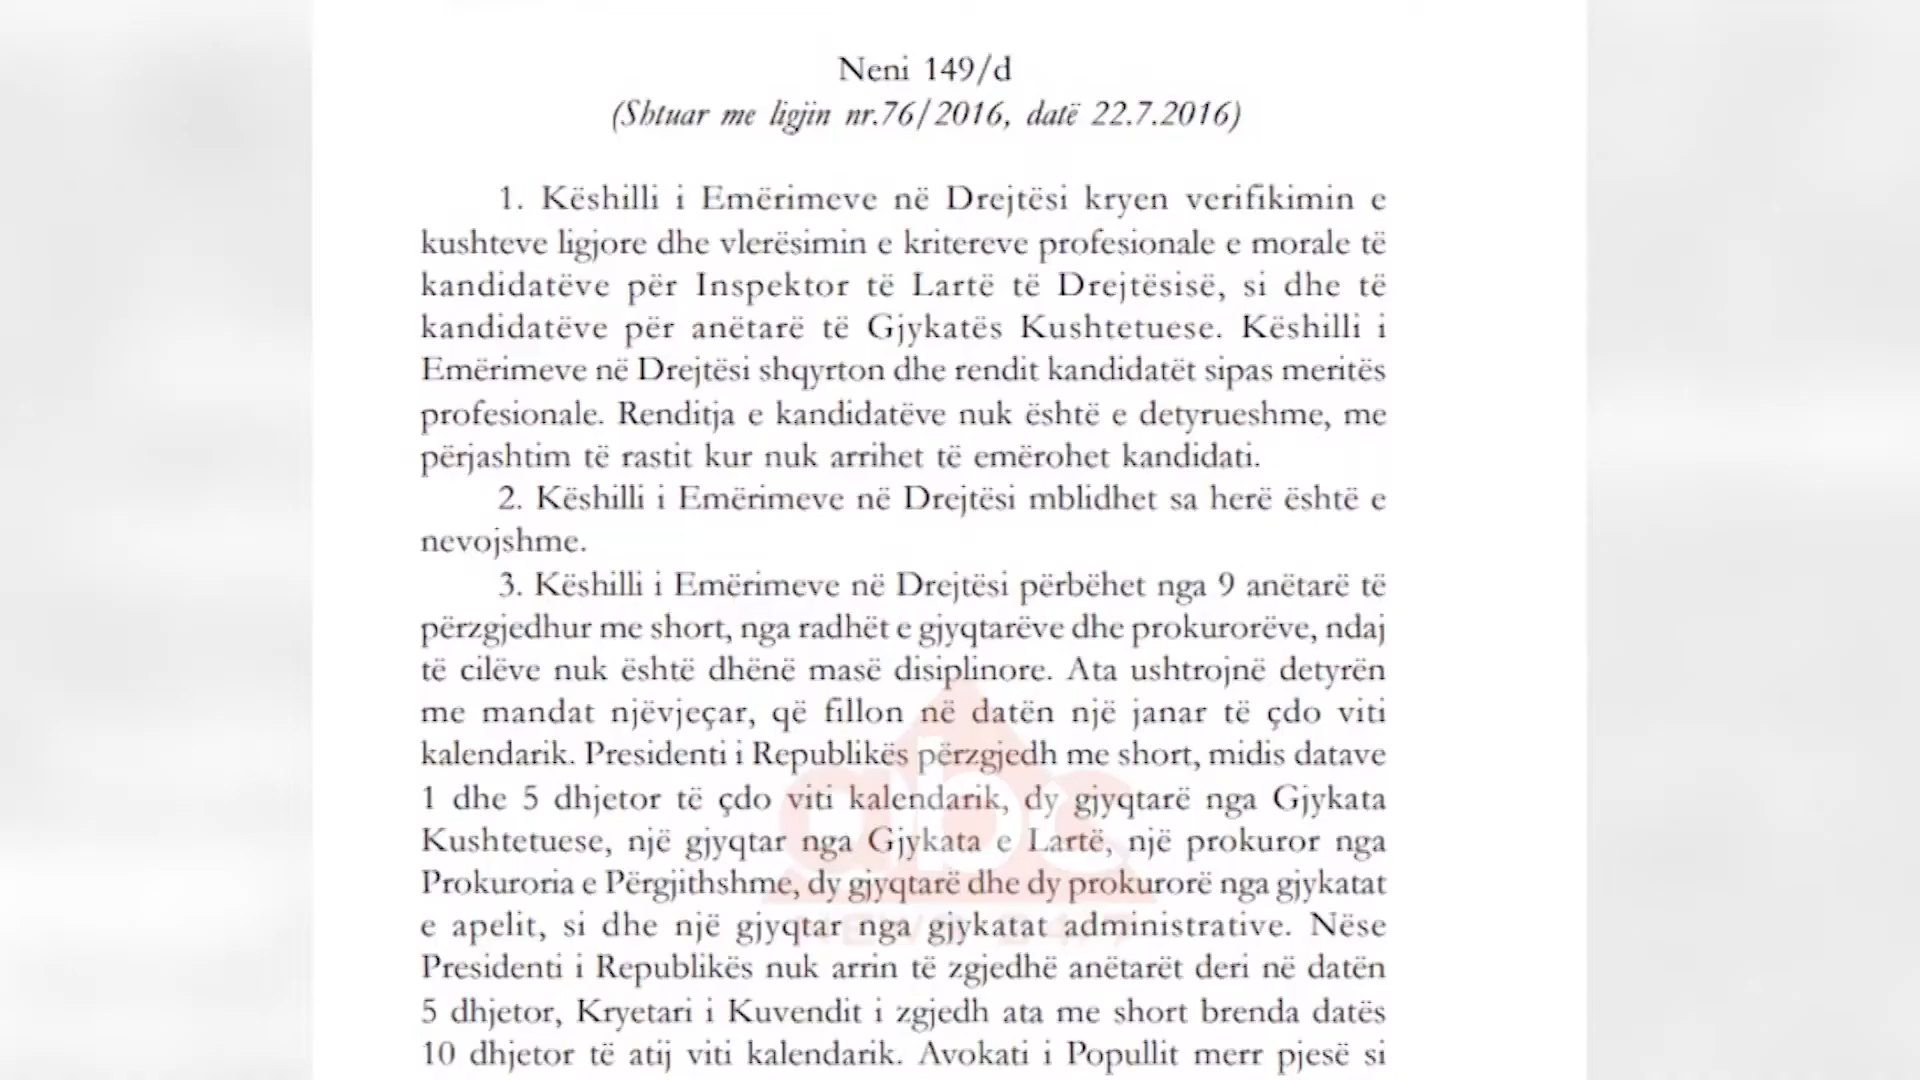 Neni 149/d
(Shtuar me ligjin nr.76/2016, datë 22.7.2016)
1. Këshilli i Emërimeve në Drejtësi kryen verifikimin e
kushteve ligjore dhe vlerësimin e kritereve profesionale e morale të
kandidatëve për Inspektor të Lartë të Drejtësisë, si dhe të
kandidatëve për anëtarë të Gjykatës Kushtetuese. Këshilli i
Emërimeve në Drejtësi shqyrton dhe rendit kandidatët sipas meritës
profesionale. Renditja e kandidatëve nuk është e detyrueshme, me
përjashtim të rastit kur nuk arrihet të emërohet kandidati.
2. Këshilli i Emërimeve në Drejtësi mblidhet sa herë është e
nevojshme.
3. Këshilli i Emërimeve në Drejtësi përbëhet nga 9 anëtarë të
përzgjedhur me short, nga radhët e gjyqtarëve dhe prokurorëve, ndaj
të cilëve nuk është dhënë masë disiplinore. Ata ushtrojnë detyrën
me mandat njëvjeçar, që fillon në datën një janar të çdo viti
kalendarik. Presidenti i Republikës përzgjedh me short, midis datave
1 dhe 5 dhjetor të çdo viti kalendarik, dy gjyqtarë nga Gjykata
Kushtetuese, një gjyqtar nga Gjykata e Lartë, një prokuror nga
Prokuroria e Përgjithshme, dy gjyqtarë dhe dy prokurorë nga gjykatat
e apelit, si dhe një gjyqtar nga gjykatat administrative. Nëse
Presidenti i Republikës nuk arrin të zgjedhë anëtarët deri në datën
5 dhjetor, Kryetari i Kuvendit i zgjedh ata me short brenda datës
10 dhjetor të atij viti kalendarik. Avokati i Popullit merr pjesë si
abc
NEWS 24/7